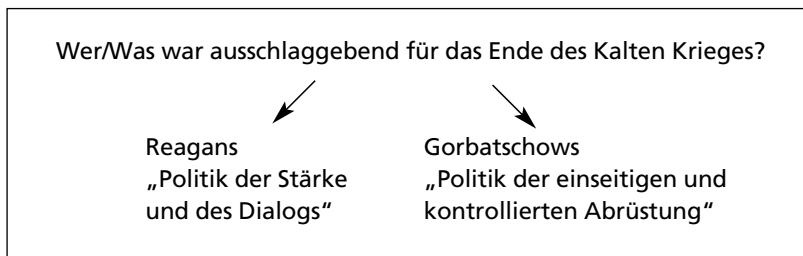 Wer/Was war ausschlaggebend für das Ende des Kalten Krieges?
Reagans
„Politik der Stärke
und des Dialogs“
Gorbatschows
„Politik der einseitigen und
kontrollierten Abrüstung“